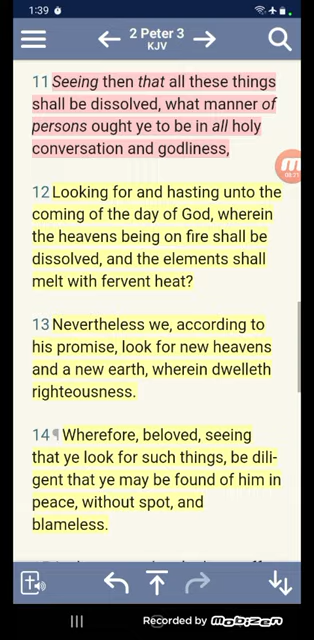 1:39
2 Peter 3
KJV
11 Seeing then that all these things
shall be dissolved, what manner of
persons ought ye to be in all holy
conversation and godliness,
12 Looking for and hasting unto the
coming of the day of God, wherein
the heavens being on fire shall be
dissolved, and the elements shall
melt with fervent heat?
13 Nevertheless we, according to
his promise, look for new heavens
and a new earth, wherein dwelleth
righteousness.
14 ¶ Wherefore, beloved, seeing
that ye look for such things, be dili-
gent that ye may be found of him in
peace, without spot, and
blameless.
Recorded by mobizen